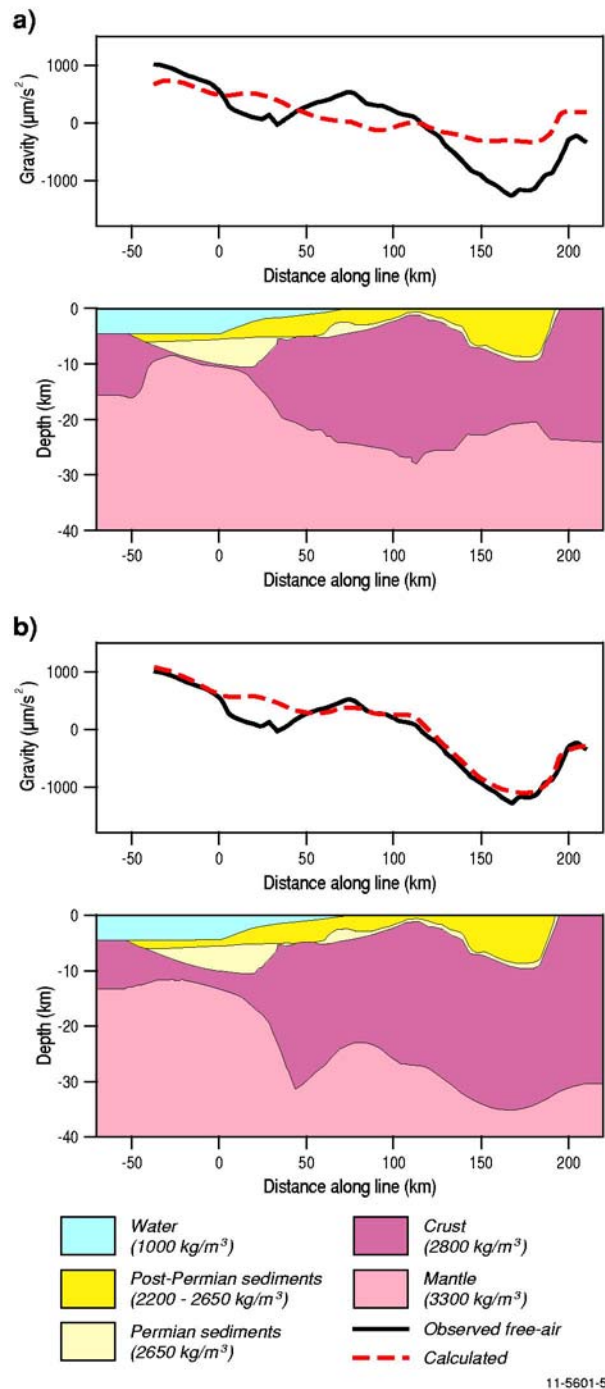 a)
1000
0
-1000
Gravity (µm/s²)
-50 0 50 100 150 200
Distance along line (km)
0
-10
-20
-30
-40
Depth (km)
-50 0 50 100 150 200
Distance along line (km)
b)
1000
0
-1000
Gravity (µm/s²)
-50 0 50 100 150 200
Distance along line (km)
0
-10
-20
-30
-40
Depth (km)
-50 0 50 100 150 200
Distance along line (km)
Water
(1000 kg/m³)
Post-Permian sediments
(2200 - 2650 kg/m³)
Permian sediments
(2650 kg/m³)
Crust
(2800 kg/m³)
Mantle
(3300 kg/m³)
Observed free-air
Calculated
11-5601-5